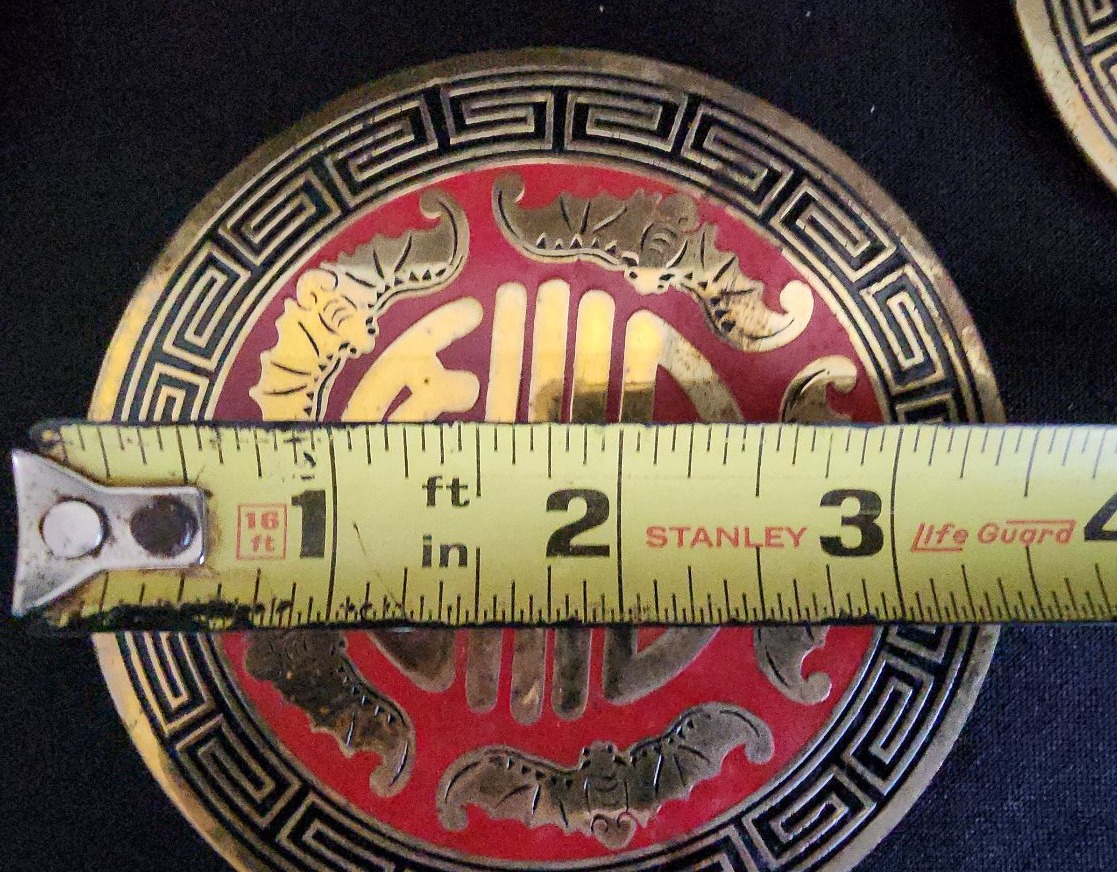 16
ft
1
ft
in
2
STANLEY
3
Life Guard
4